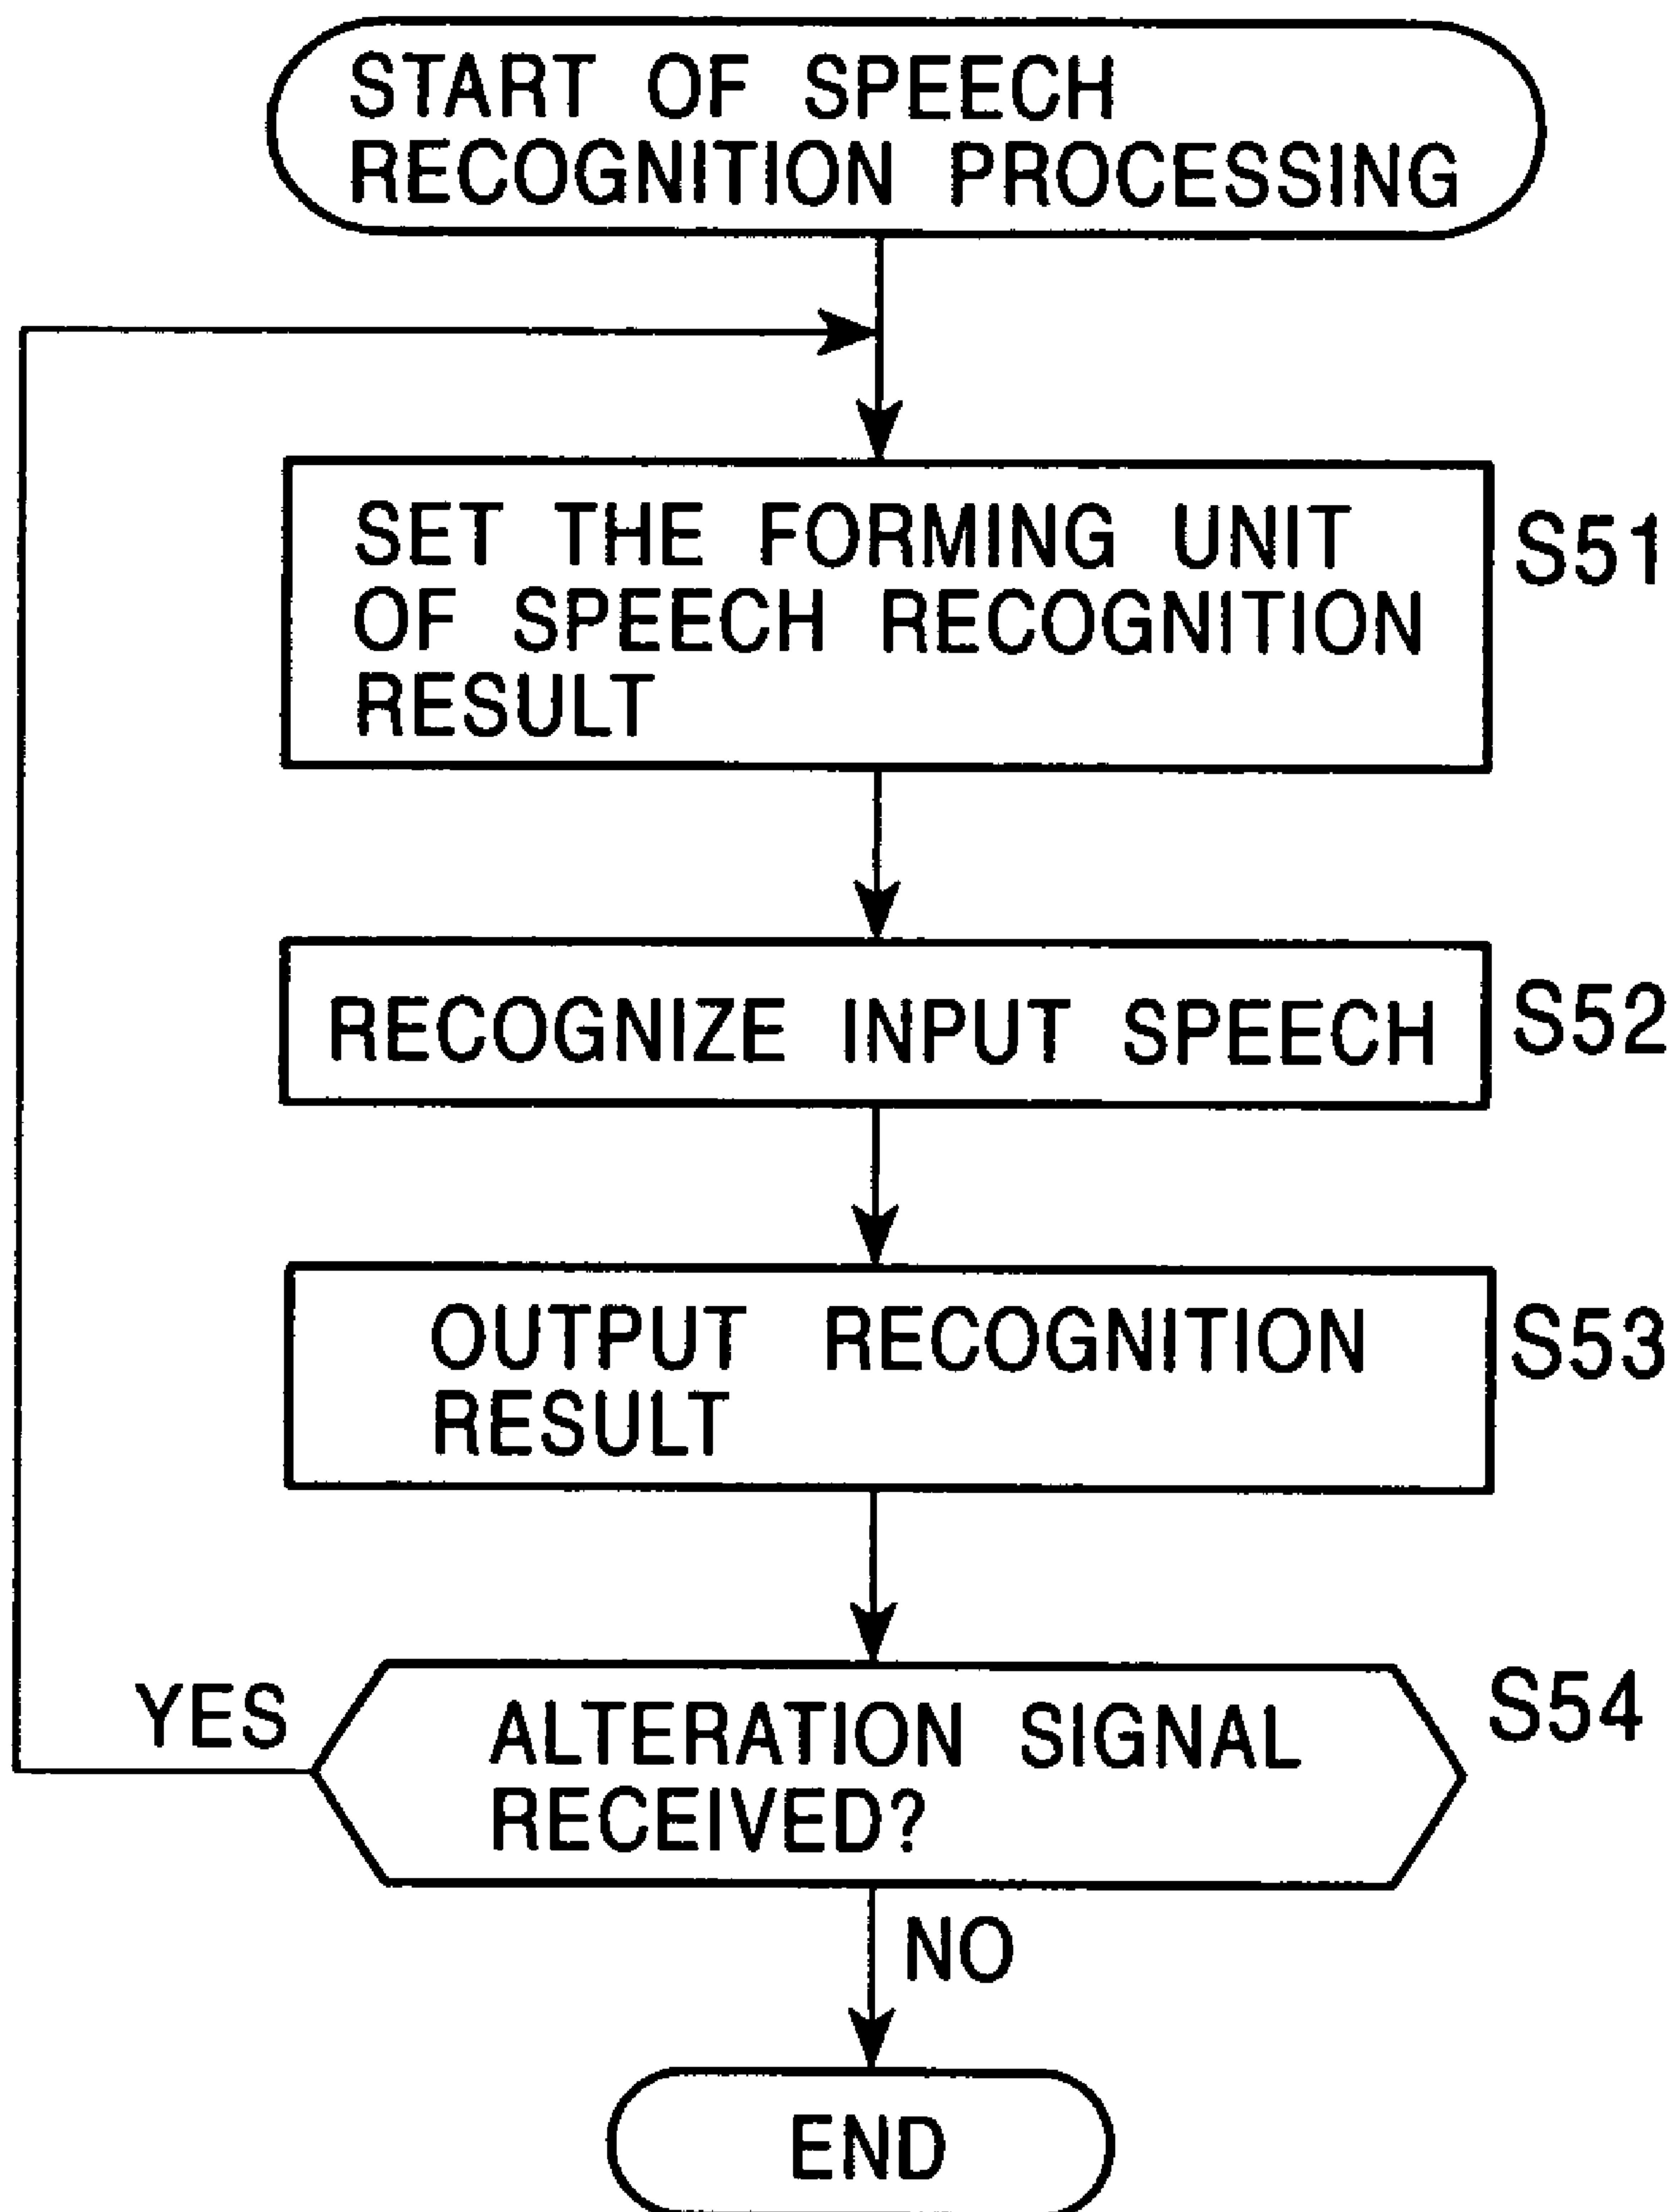 START OF SPEECH
RECOGNITION PROCESSING
SET THE FORMING UNIT
OF SPEECH RECOGNITION
RESULT
S51
RECOGNIZE INPUT SPEECH
S52
OUTPUT RECOGNITION
RESULT
S53
YES
ALTERATION SIGNAL
RECEIVED?
S54
NO
END